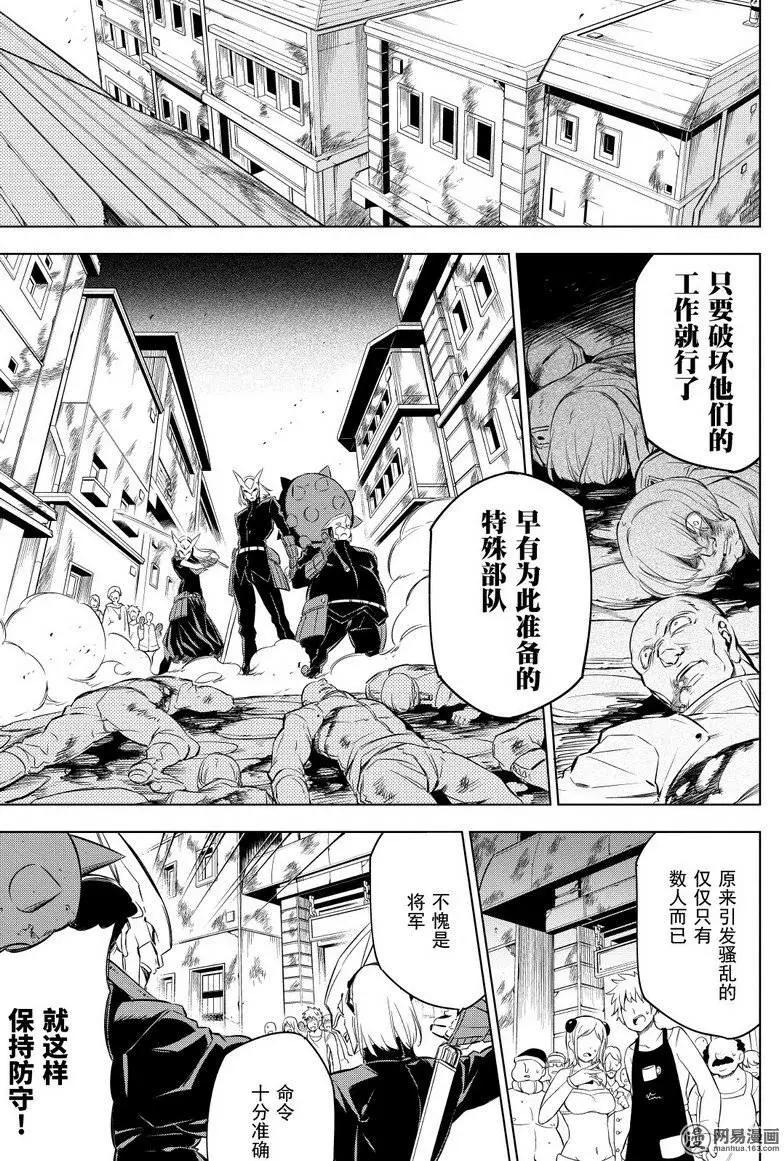 只要破坏他们的
工作就行了
早有为此准备的
特殊部队
原来引发骚乱的
仅仅只有
数人而已
不愧是
将军
命令
十分准确
就这样
保持防守！
网易漫画
manhua.163.com